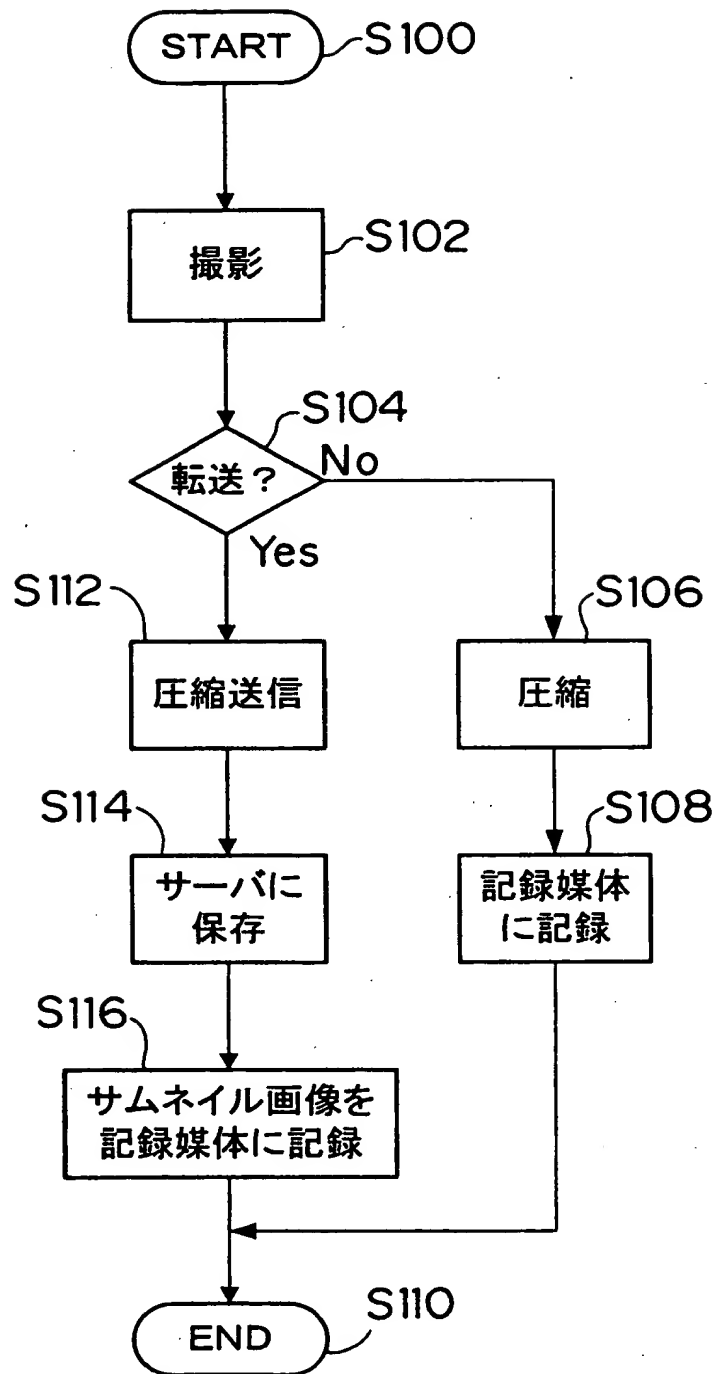 START
S100
撮影
S102
S104
転送?
No
Yes
S112
S106
圧縮送信
圧縮
S114
S108
サーバに
保存
記録媒体
に記録
S116
サムネイル画像を
記録媒体に記録
END
S110